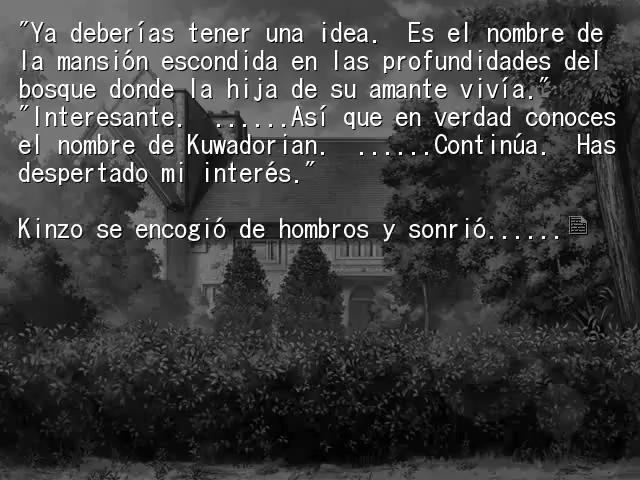 "Ya deberías tener una idea.  Es el nombre de
la mansión escondida en las profundidades del
bosque donde la hija de su amante vivía."
"Interesante.  ......Así que en verdad conoces
el nombre de Kuwadorian.  ......Continúa.  Has
despertado mi interés."
Kinzo se encogió de hombros y sonrió......